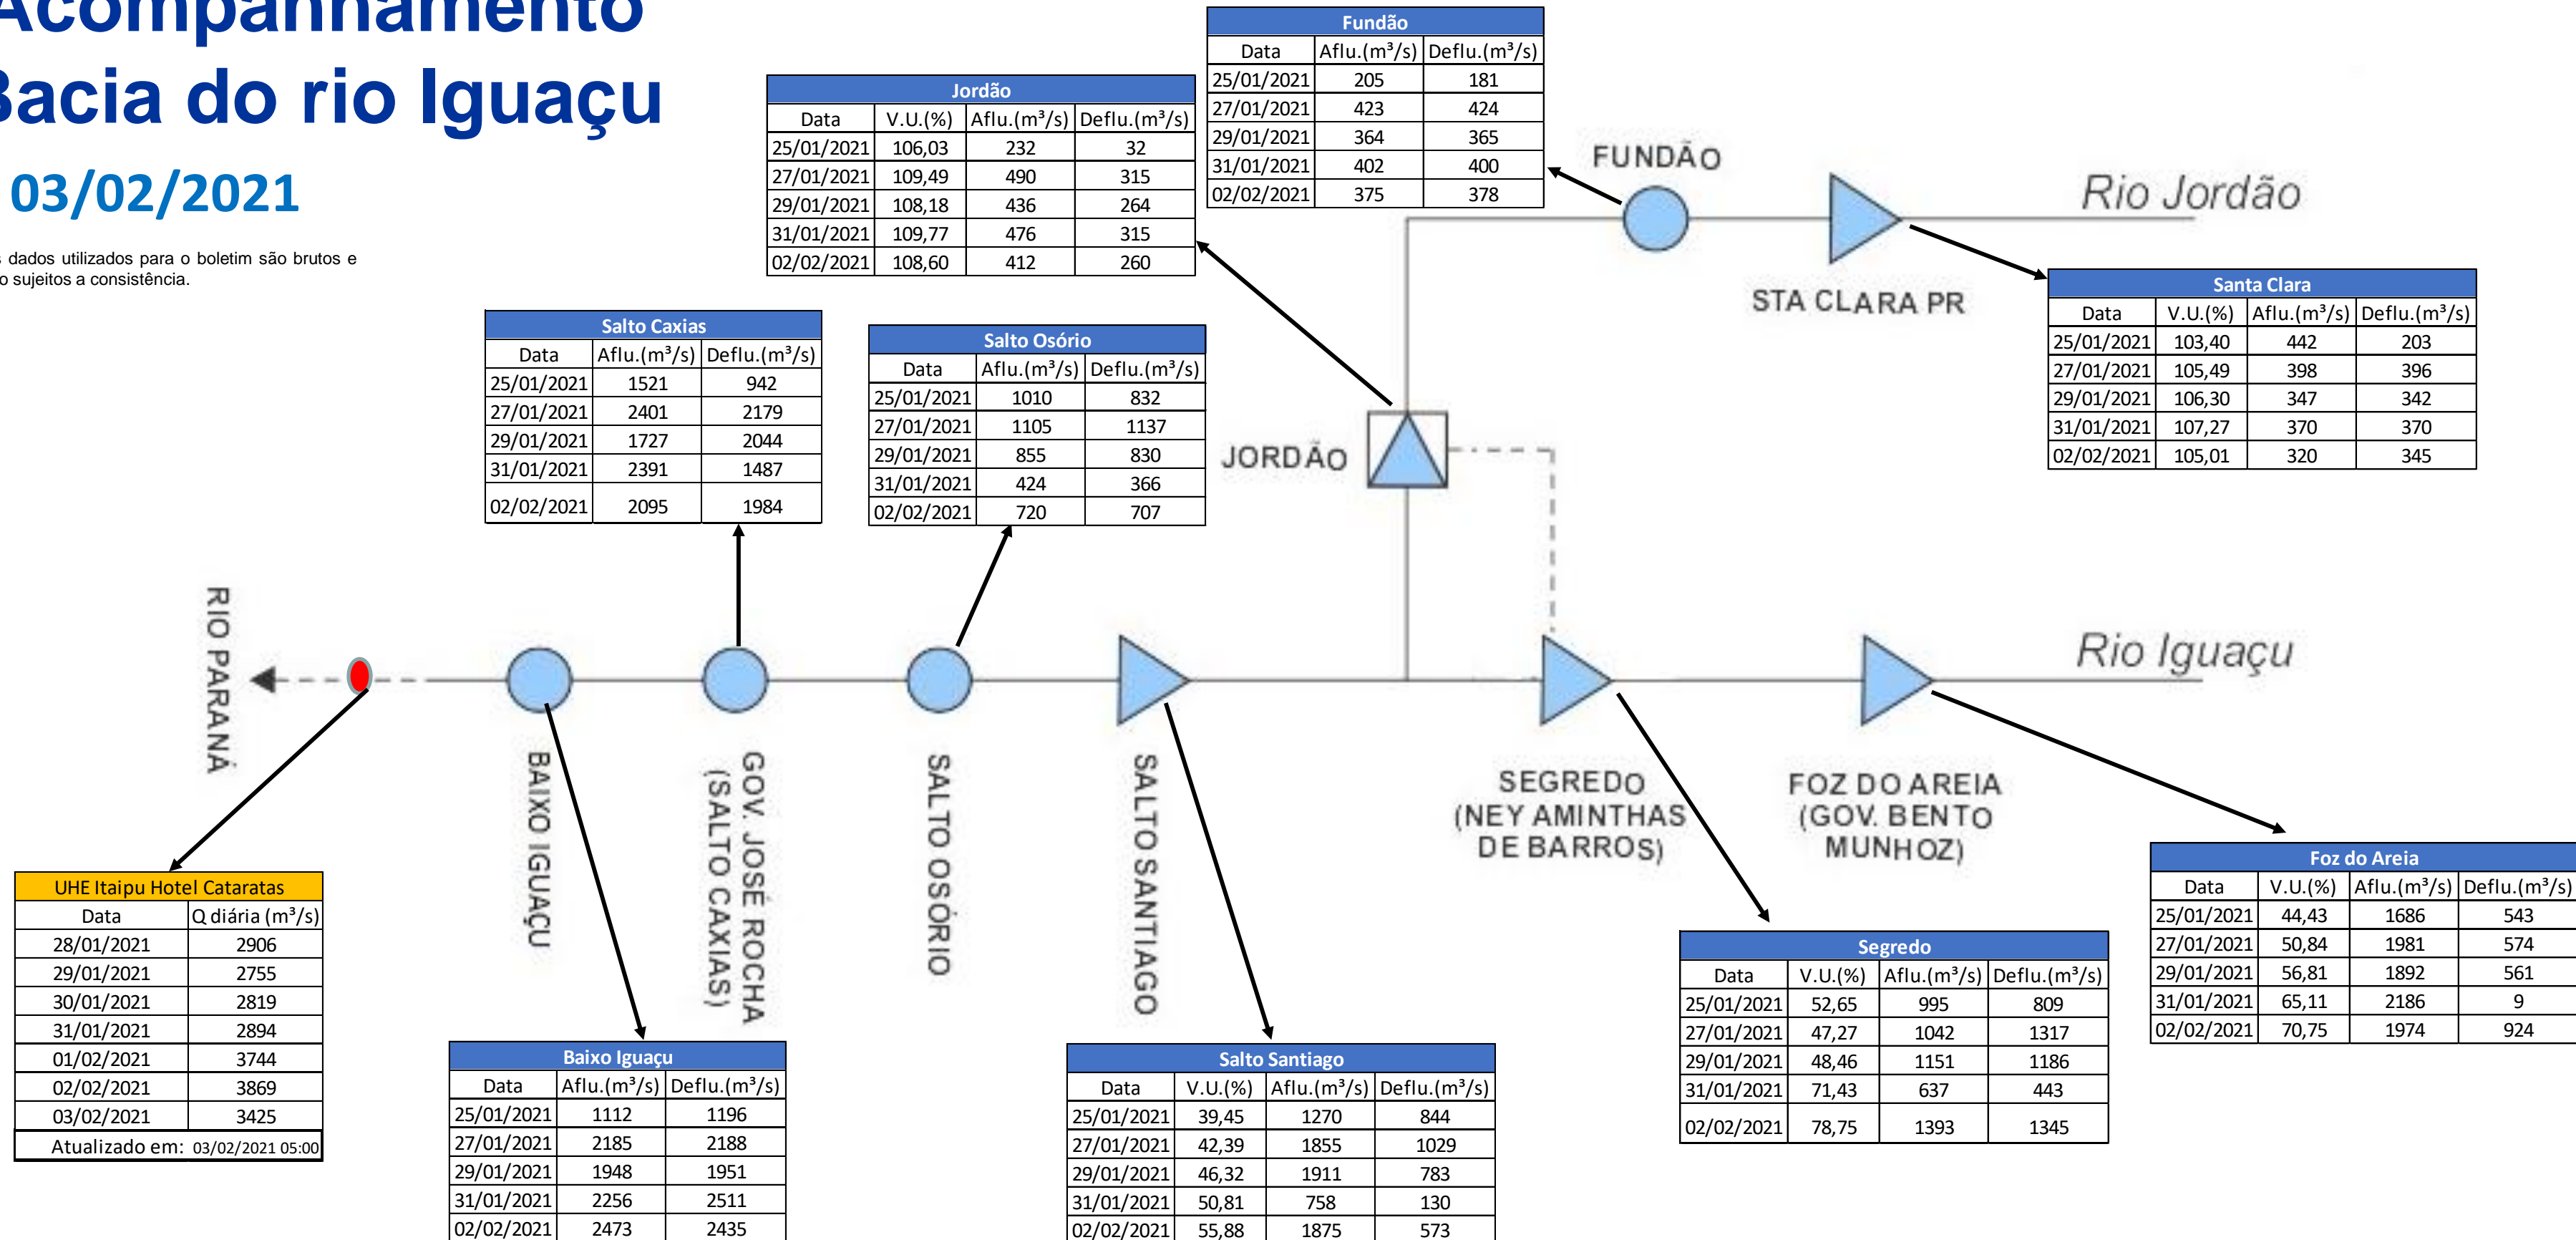 Acompanhamento
Bacia do rio Iguaçu
03/02/2021
dados utilizados para o boletim são brutos e
sujeitos a consistência.
Fundão
Data Aflu.(m³/s) Deflu.(m³/s)
25/01/2021 205 181
27/01/2021 423 424
29/01/2021 364 365
31/01/2021 402 400
02/02/2021 375 378
Jordão
Data V.U.(%) Aflu.(m³/s) Deflu.(m³/s)
25/01/2021 106,03 232 32
27/01/2021 109,49 490 315
29/01/2021 108,18 436 264
31/01/2021 109,77 476 315
02/02/2021 108,60 412 260
FUNDÃO
Rio Jordão
STA CLARA PR
Santa Clara
Data V.U.(%) Aflu.(m³/s) Deflu.(m³/s)
25/01/2021 103,40 442 203
27/01/2021 105,49 398 396
29/01/2021 106,30 347 342
31/01/2021 107,27 370 370
02/02/2021 105,01 320 345
Salto Caxias
Data Aflu.(m³/s) Deflu.(m³/s)
25/01/2021 1521 942
27/01/2021 2401 2179
29/01/2021 1727 2044
31/01/2021 2391 1487
02/02/2021 2095 1984
Salto Osório
Data Aflu.(m³/s) Deflu.(m³/s)
25/01/2021 1010 832
27/01/2021 1105 1137
29/01/2021 855 830
31/01/2021 424 366
02/02/2021 720 707
JORDÃO
RIO PARANÁ
Rio Iguaçu
BAIXO IGUAÇU
GOV. JOSÉ ROCHA
(SALTO CAXIAS)
SALTO OSÓRIO
SALTO SANTIAGO
SEGREDO
(NEY AMINTHAS
DE BARROS)
FOZ DO AREIA
(GOV. BENTO
MUNHOZ)
UHE Itaipu Hotel Cataratas
Data Q diária (m³/s)
28/01/2021 2906
29/01/2021 2755
30/01/2021 2819
31/01/2021 2894
01/02/2021 3744
02/02/2021 3869
03/02/2021 3425
Atualizado em: 03/02/2021 05:00
Baixo Iguaçu
Data Aflu.(m³/s) Deflu.(m³/s)
25/01/2021 1112 1196
27/01/2021 2185 2188
29/01/2021 1948 1951
31/01/2021 2256 2511
02/02/2021 2473 2435
Salto Santiago
Data V.U.(%) Aflu.(m³/s) Deflu.(m³/s)
25/01/2021 39,45 1270 844
27/01/2021 42,39 1855 1029
29/01/2021 46,32 1911 783
31/01/2021 50,81 758 130
02/02/2021 55,88 1875 573
Segredo
Data V.U.(%) Aflu.(m³/s) Deflu.(m³/s)
25/01/2021 52,65 995 809
27/01/2021 47,27 1042 1317
29/01/2021 48,46 1151 1186
31/01/2021 71,43 637 443
02/02/2021 78,75 1393 1345
Foz do Areia
Data V.U.(%) Aflu.(m³/s) Deflu.(m³/s)
25/01/2021 44,43 1686 543
27/01/2021 50,84 1981 574
29/01/2021 56,81 1892 561
31/01/2021 65,11 2186 9
02/02/2021 70,75 1974 924